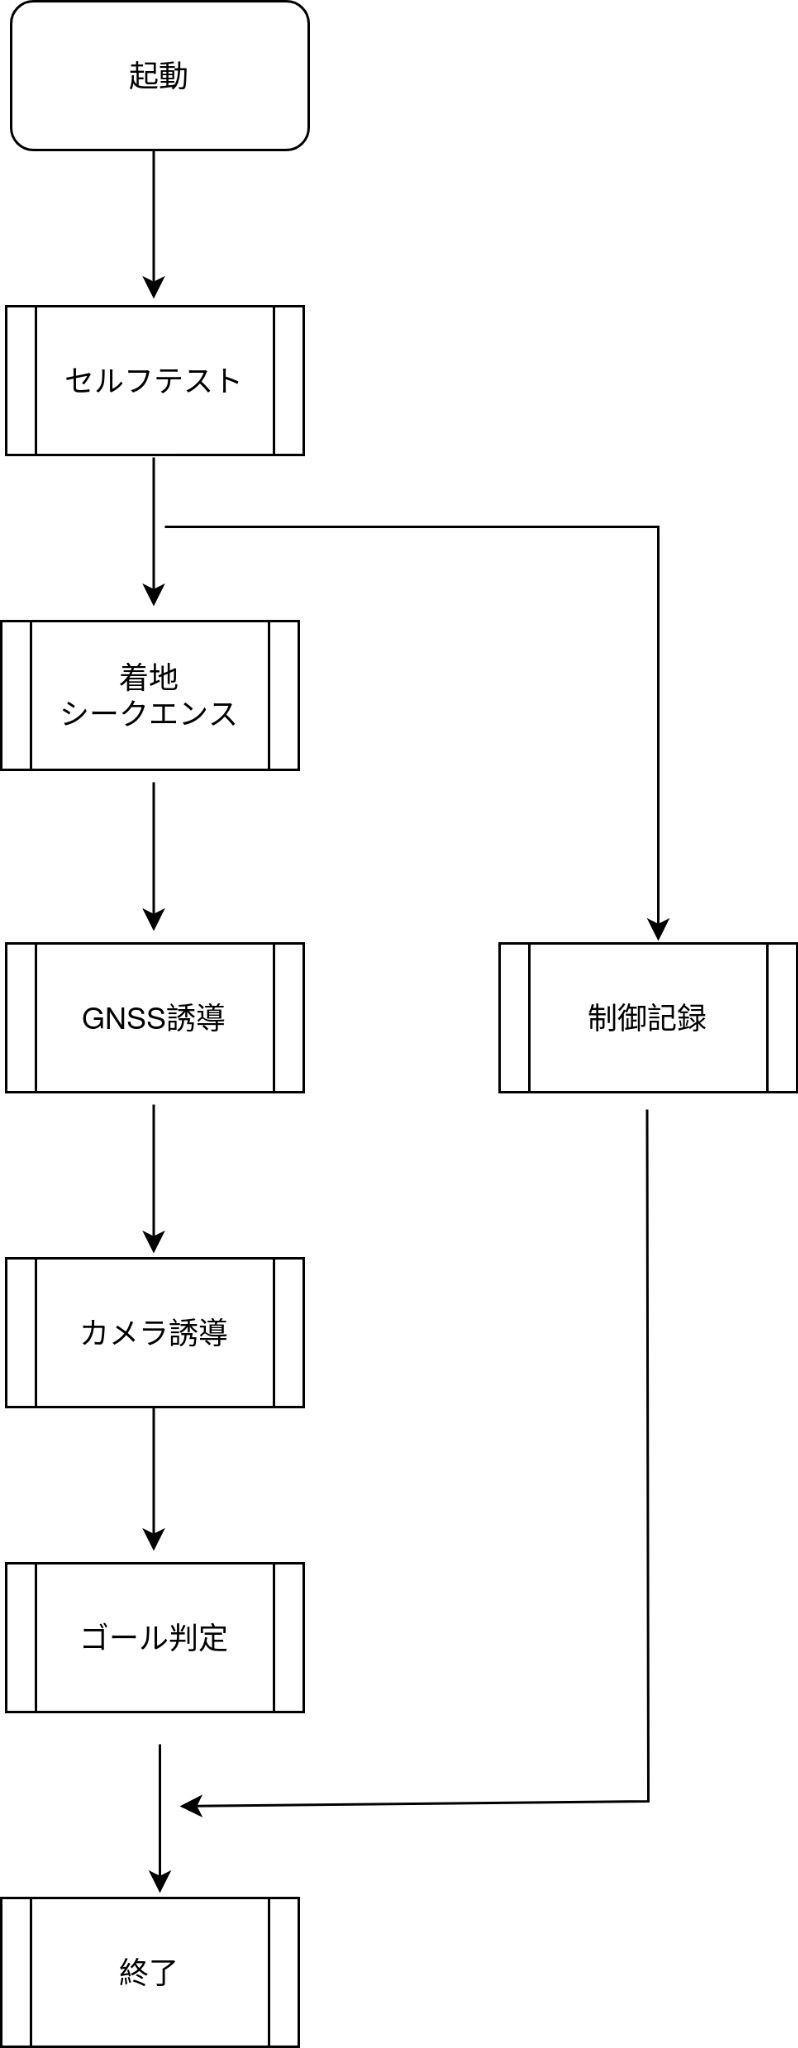 起動
セルフテスト
着地
シークエンス
GNSS誘導
制御記録
カメラ誘導
ゴール判定
終了